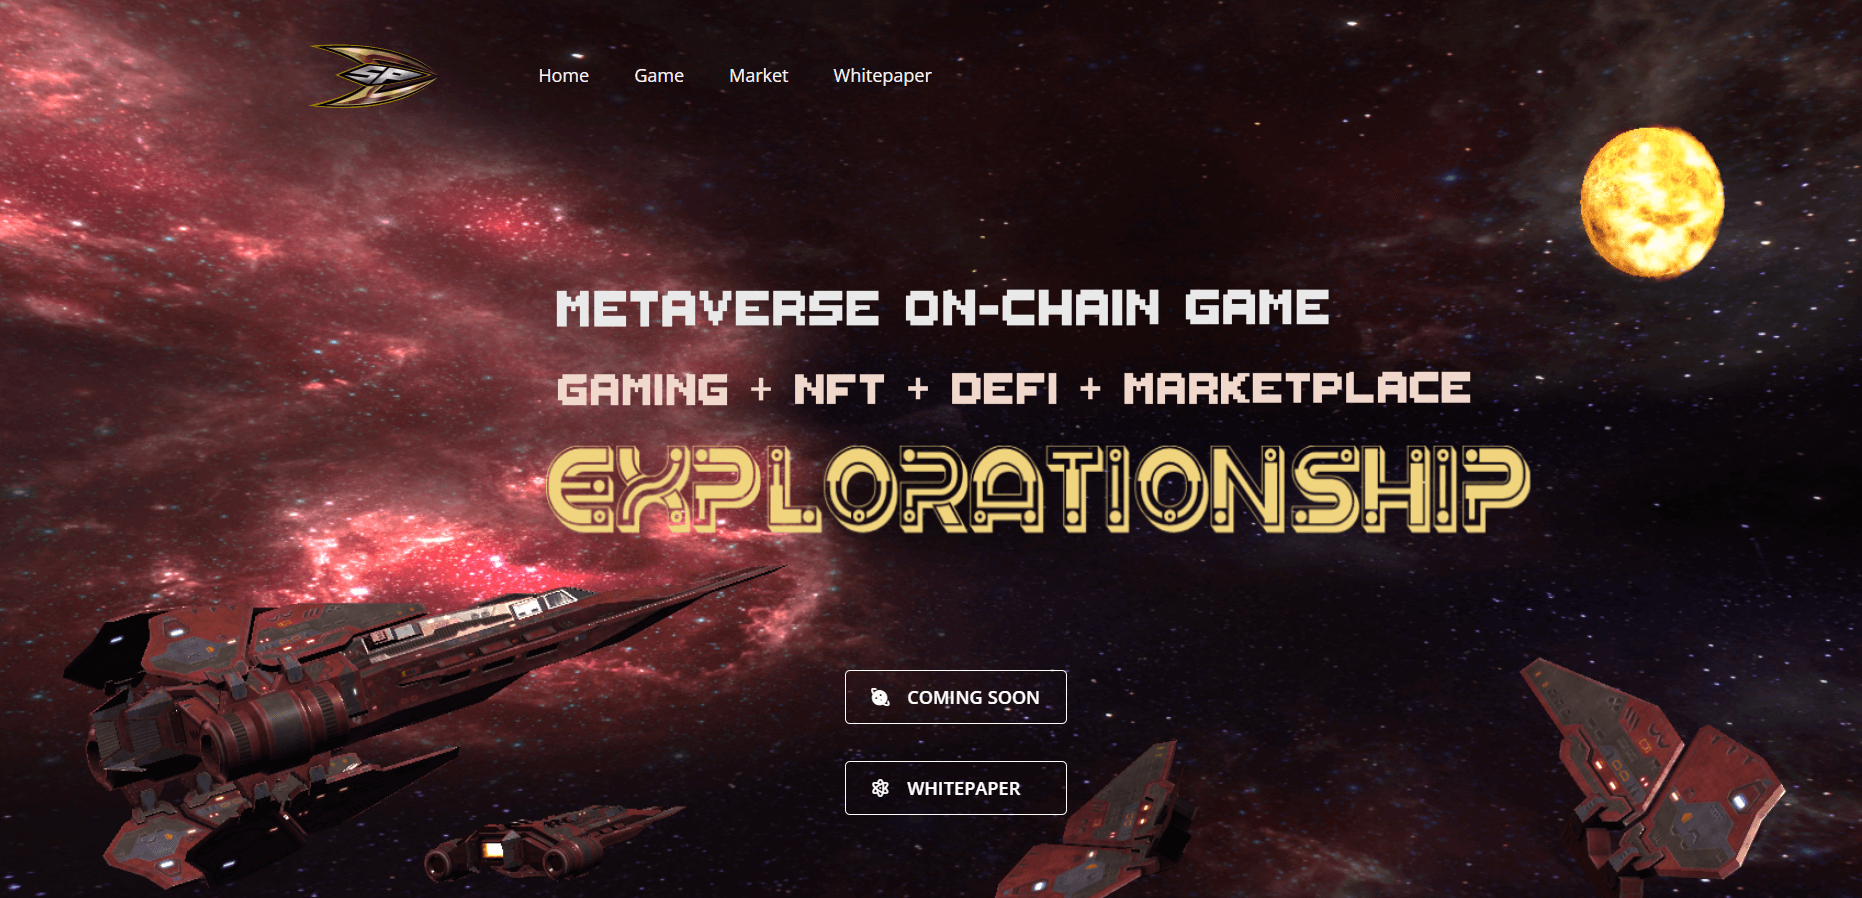 SP
Home Game Market Whitepaper
METAVERSE ON-CHAIN GAME
GAMING + NFT + DEFI + MARKETPLACE
EXPLORATIONSHIP
COMING SOON
WHITEPAPER